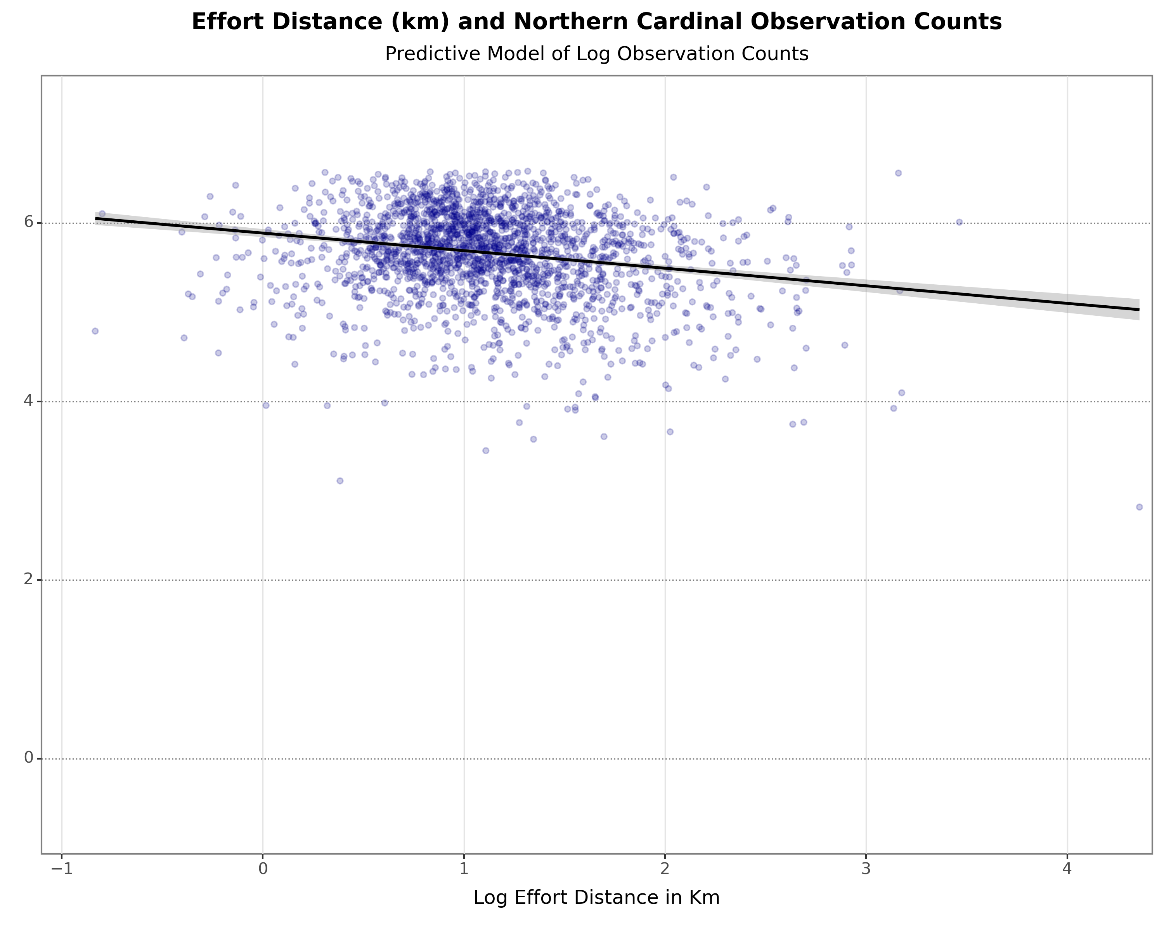 Effort Distance (km) and Northern Cardinal Observation Counts
Predictive Model of Log Observation Counts
6
4
2
0
−1 0 1 2 3 4
Log Effort Distance in Km